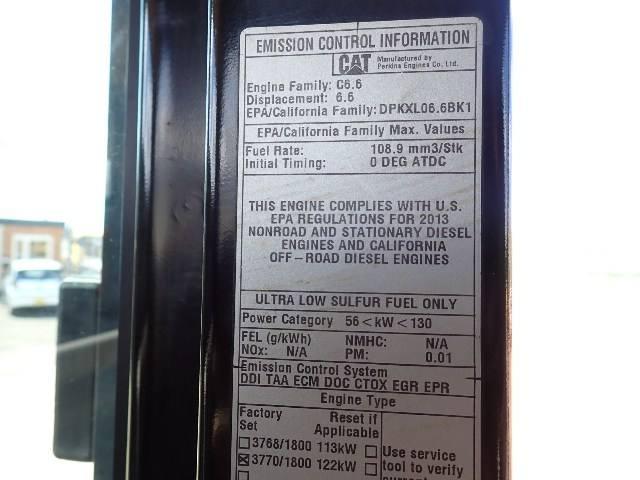 EMISSION CONTROL INFORMATION
CAT Manufactured by
Perkins Engines Co. Ltd.
Engine Family: C6.6
Displacement: 6.6
EPA/California Family: DPKXL06.6BK1
EPA/California Family Max. Values
Fuel Rate: 108.9 mm3/Stk
Initial Timing: 0 DEG ATDC
THIS ENGINE COMPLIES WITH U.S.
EPA REGULATIONS FOR 2013
NONROAD AND STATIONARY DIESEL
ENGINES AND CALIFORNIA
OFF-ROAD DIESEL ENGINES
ULTRA LOW SULFUR FUEL ONLY
Power Category 56<kW<130
FEL (g/kWh) NMHC: N/A
NOx: N/A PM: 0.01
Emission Control System
DDI TAA ECM DOC CTOX EGR EPR
Engine Type
Factory Reset if
Set Applicable
3768/1800 113kW Use service
3770/1800 122kW tool to verify